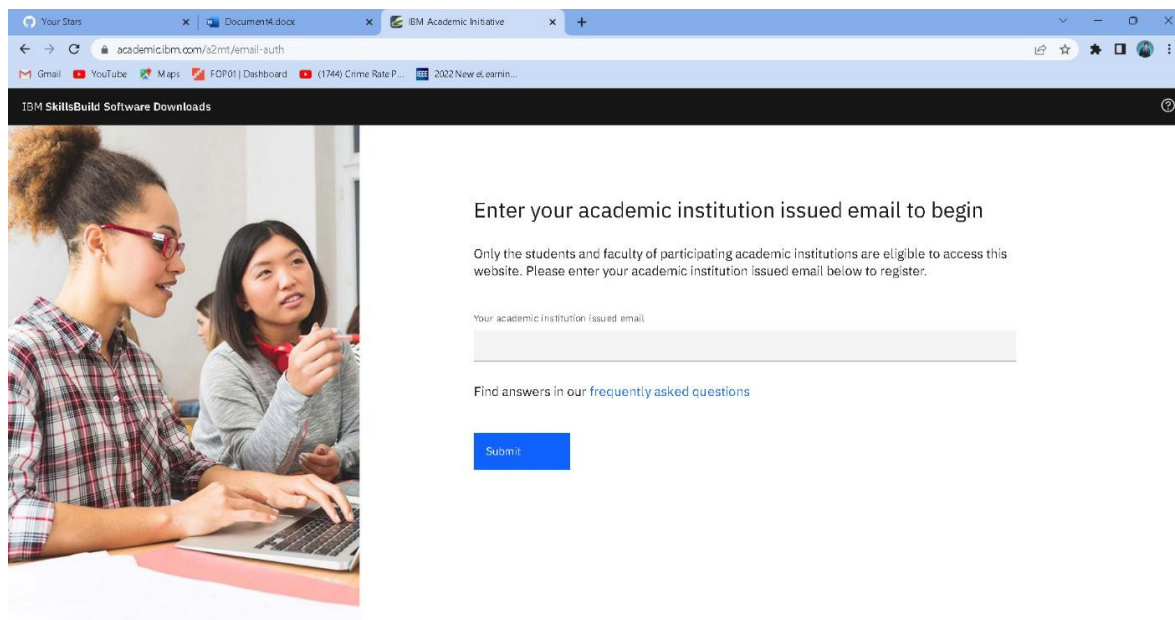 Your Stars
Document4.docx
IBM Academic Initiative
academic.ibm.com/a2mt/email-auth
Gmail
YouTube
Maps
FOP01 | Dashboard
(1744) Crime Rate P...
2022 New eLearnin...
IBM SkillsBuild Software Downloads
Enter your academic institution issued email to begin
Only the students and faculty of participating academic institutions are eligible to access this
website. Please enter your academic institution issued email below to register.
Your academic institution issued email
Find answers in our frequently asked questions
Submit